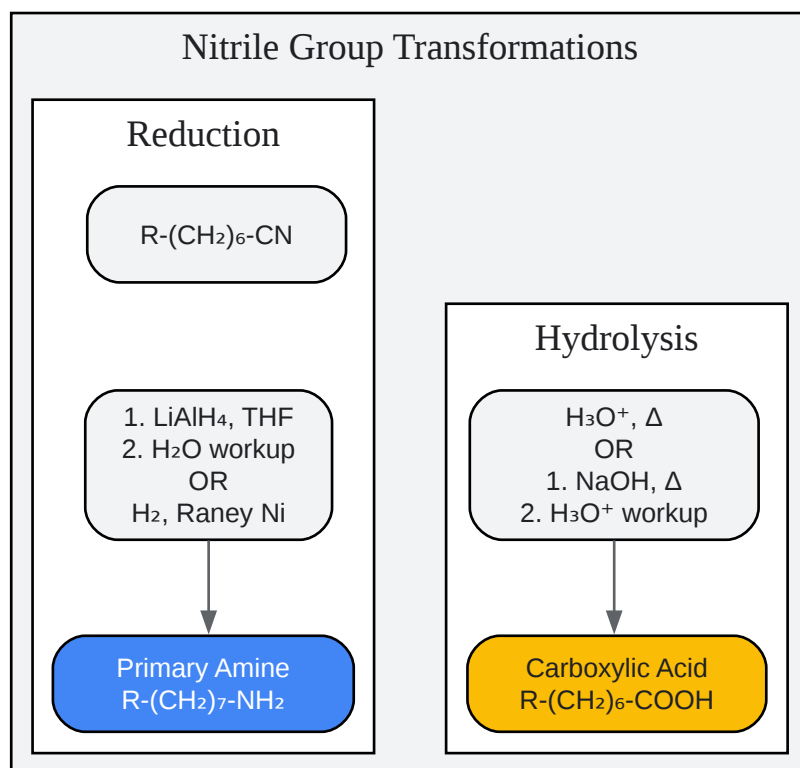 Nitrile Group Transformations
Reduction
R-(CH₂)₆-CN
1. LiAlH₄, THF
2. H₂O workup
OR
H₂, Raney Ni
Primary Amine
R-(CH₂)₇-NH₂
Hydrolysis
H₃O⁺, Δ
OR
1. NaOH, Δ
2. H₃O⁺ workup
Carboxylic Acid
R-(CH₂)₆-COOH